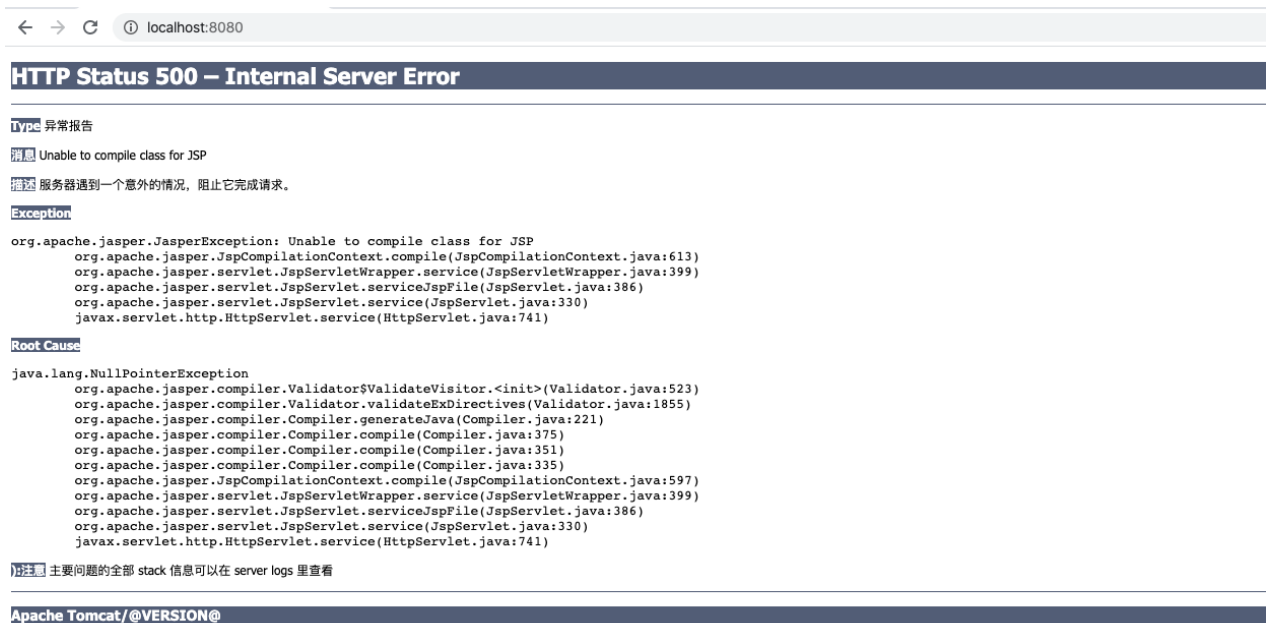 localhost:8080
HTTP Status 500 – Internal Server Error
Type 异常报告
消息 Unable to compile class for JSP
描述 服务器遇到一个意外的情况，阻止它完成请求。
Exception
org.apache.jasper.JasperException: Unable to compile class for JSP
org.apache.jasper.JspCompilationContext.compile(JspCompilationContext.java:613)
org.apache.jasper.servlet.JspServletWrapper.service(JspServletWrapper.java:399)
org.apache.jasper.servlet.JspServlet.serviceJspFile(JspServlet.java:386)
org.apache.jasper.servlet.JspServlet.service(JspServlet.java:330)
javax.servlet.http.HttpServlet.service(HttpServlet.java:741)
Root Cause
java.lang.NullPointerException
org.apache.jasper.compiler.Validator$ValidateVisitor.<init>(Validator.java:523)
org.apache.jasper.compiler.Validator.validateExDirectives(Validator.java:1855)
org.apache.jasper.compiler.Compiler.generateJava(Compiler.java:221)
org.apache.jasper.compiler.Compiler.compile(Compiler.java:375)
org.apache.jasper.compiler.Compiler.compile(Compiler.java:351)
org.apache.jasper.compiler.Compiler.compile(Compiler.java:335)
org.apache.jasper.JspCompilationContext.compile(JspCompilationContext.java:597)
org.apache.jasper.servlet.JspServletWrapper.service(JspServletWrapper.java:399)
org.apache.jasper.servlet.JspServlet.serviceJspFile(JspServlet.java:386)
org.apache.jasper.servlet.JspServlet.service(JspServlet.java:330)
javax.servlet.http.HttpServlet.service(HttpServlet.java:741)
):注意 主要问题的全部 stack 信息可以在 server logs 里查看
Apache Tomcat/@VERSION@